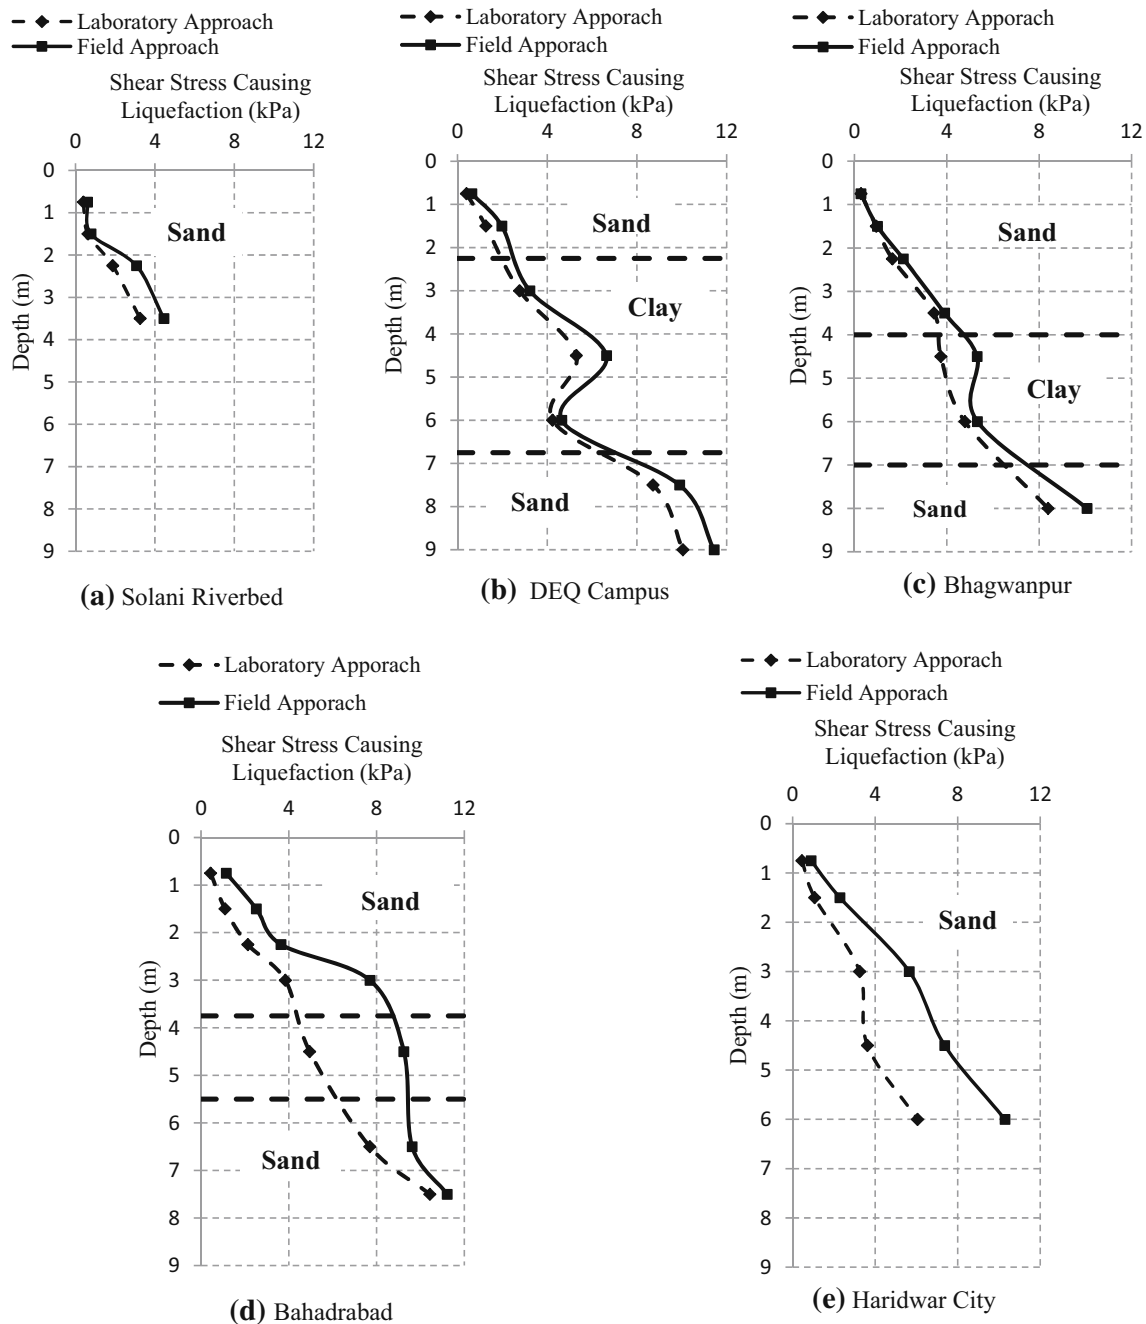 Laboratory Approach
Field Approach
Shear Stress Causing
Liquefaction (kPa)
0 4 8 12
0
1
2
3
4
5
6
7
8
9
Depth (m)
Sand
(a) Solani Riverbed
Laboratory Apporach
Field Apporach
Shear Stress Causing
Liquefaction (kPa)
0 4 8 12
0
1
2
3
4
5
6
7
8
9
Depth (m)
Sand
Clay
Sand
(b) DEQ Campus
Laboratory Apporach
Field Apporach
Shear Stress Causing
Liquefaction (kPa)
0 4 8 12
0
1
2
3
4
5
6
7
8
9
Depth (m)
Sand
Clay
Sand
(c) Bhagwanpur
Laboratory Apporach
Field Apporach
Shear Stress Causing
Liquefaction (kPa)
0 4 8 12
0
1
2
3
4
5
6
7
8
9
Depth (m)
Sand
Sand
(d) Bahadrabad
Laboratory Apporach
Field Apporach
Shear Stress Causing
Liquefaction (kPa)
0 4 8 12
0
1
2
3
4
5
6
7
8
9
Depth (m)
Sand
(e) Haridwar City